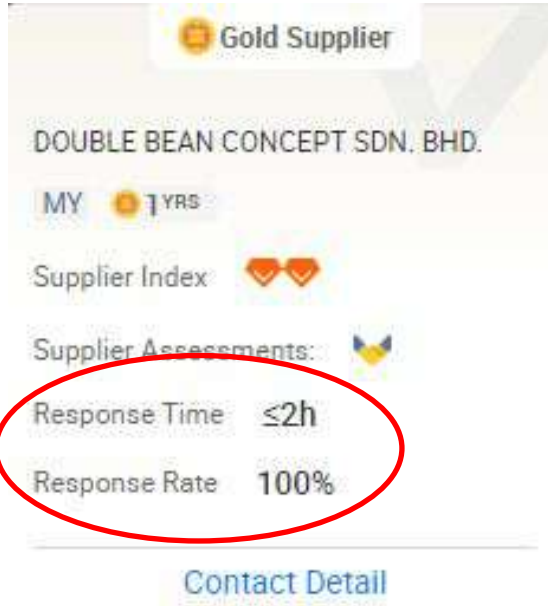 Gold Supplier
DOUBLE BEAN CONCEPT SDN. BHD.
MY 1 YRS
Supplier Index
Supplier Assessments:
Response Time ≤2h
Response Rate 100%
Contact Detail